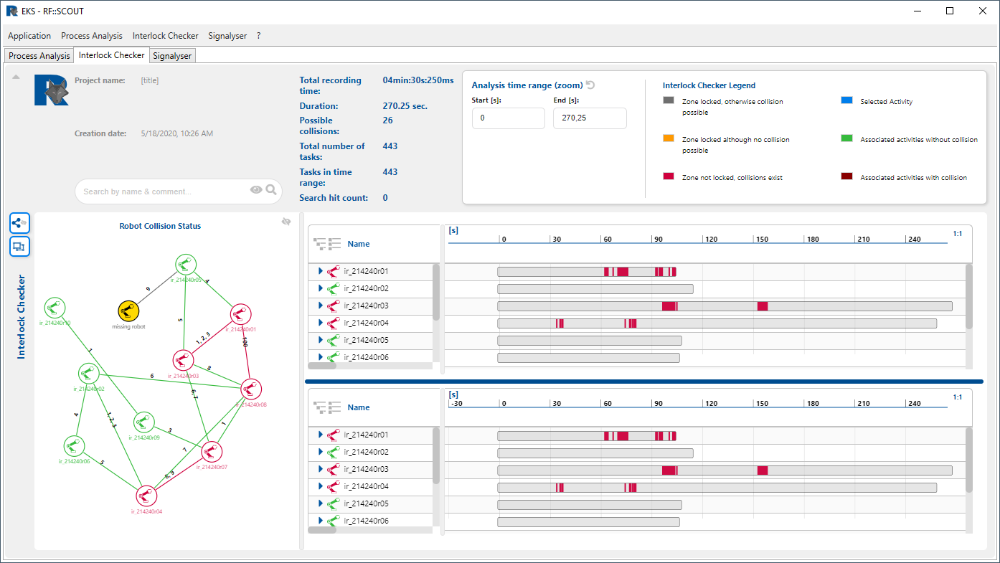 EKS - RF::SCOUT
Application Process Analysis Interlock Checker Signalyser ?
Process Analysis Interlock Checker Signalyser
Project name: [title]
Creation date: 5/18/2020, 10:26 AM
Search by name & comment...
Total recording time: 04min:30s:250ms
Duration: 270.25 sec.
Possible collisions: 26
Total number of tasks: 443
Tasks in time range: 443
Search hit count: 0
Analysis time range (zoom)
Start [s]: End [s]:
0 270,25
Interlock Checker Legend
Zone locked, otherwise collision possible
Selected Activity
Zone locked although no collision possible
Associated activities without collision
Zone not locked, collisions exist
Associated activities with collision
Interlock Checker
Robot Collision Status
ir_214240r05
9
4
ir_214240r10
missing robot
5
ir_214240r01
1, 2, 3
100
1
ir_214240r03
8
ir_214240r02
6
6, 7
ir_214240r08
4
1, 2, 3
ir_214240r09
3
1
ir_214240r06
5
7
ir_214240r07
6, 9
ir_214240r04
Name
[s]
0 30 60 90 120 150 180 210 240
1:1
ir_214240r01
ir_214240r02
ir_214240r03
ir_214240r04
ir_214240r05
ir_214240r06
Name
[s]
-30 0 30 60 90 120 150 180 210 240
1:1
ir_214240r01
ir_214240r02
ir_214240r03
ir_214240r04
ir_214240r05
ir_214240r06